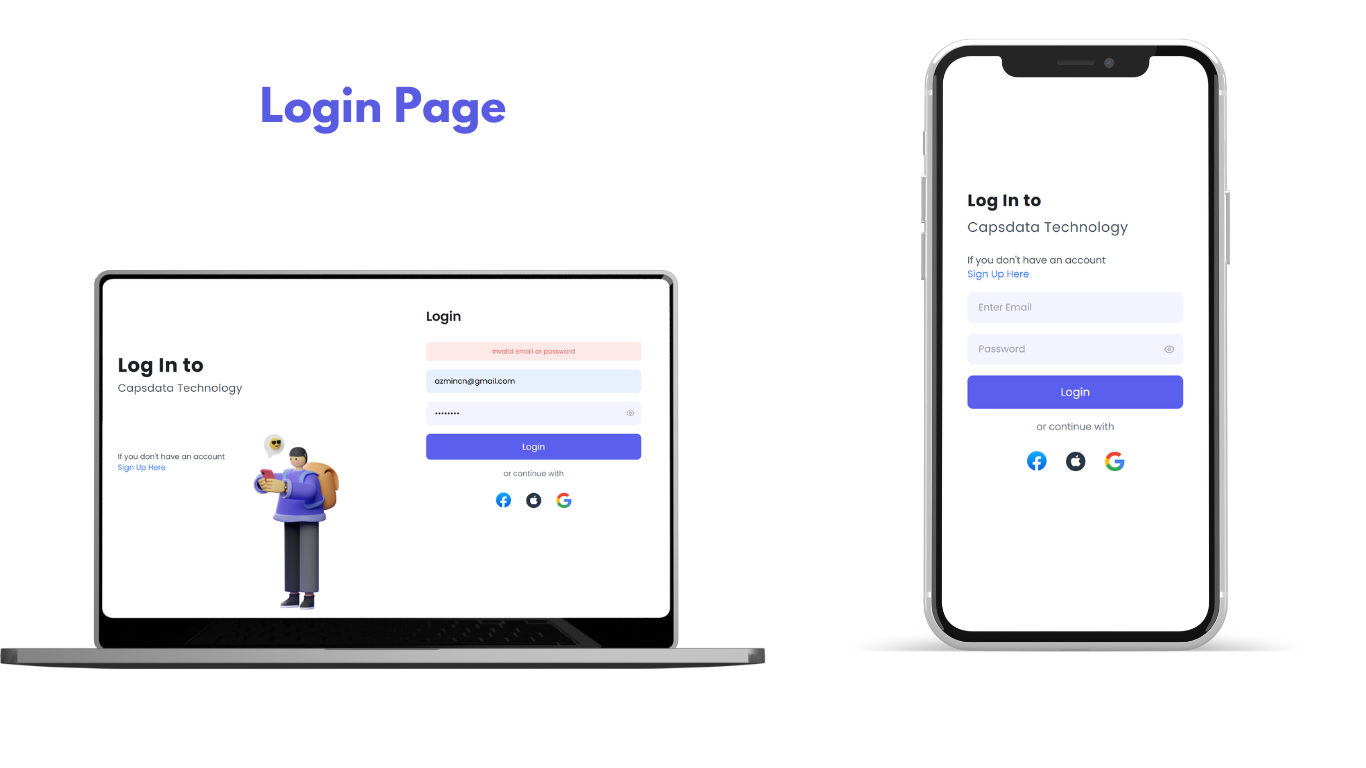 Login Page
Log In to
Capsdata Technology
If you don't have an account
Sign Up Here
Login
Invalid email or password
azmincn@gmail.com
Login
or continue with
Log In to
Capsdata Technology
If you don't have an account
Sign Up Here
Enter Email
Password
Login
or continue with